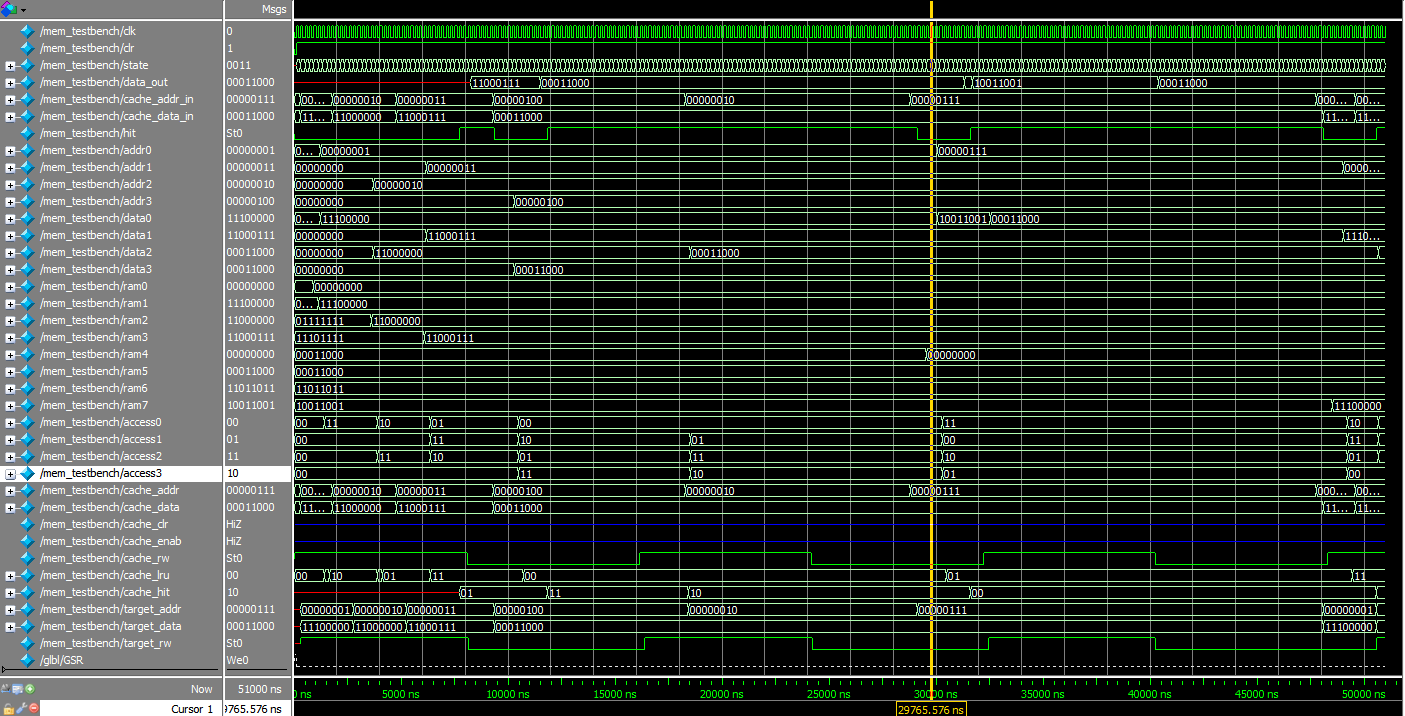 Msgs
/mem_testbench/clk 0
/mem_testbench/clr 1
/mem_testbench/state 0011
/mem_testbench/data_out 00011000 11000111 00011000 10011001 00011000
/mem_testbench/cache_addr_in 00000111 00... 00000010 00000011 00000100 00000010 00000111 000... 00...
/mem_testbench/cache_data_in 00011000 11... 11000000 11000111 00011000 11... 11...
/mem_testbench/hit St0
/mem_testbench/addr0 00000001 0... 00000001 00000111
/mem_testbench/addr1 00000011 00000000 00000011 0000...
/mem_testbench/addr2 00000010 00000000 00000010
/mem_testbench/addr3 00000100 00000000 00000100
/mem_testbench/data0 11100000 0... 11100000 10011001 00011000
/mem_testbench/data1 11000111 00000000 11000111 1110...
/mem_testbench/data2 00011000 00000000 11000000 00011000
/mem_testbench/data3 00011000 00000000 00011000
/mem_testbench/ram0 00000000 00000000
/mem_testbench/ram1 11100000 0... 11100000
/mem_testbench/ram2 11000000 01111111 11000000
/mem_testbench/ram3 11000111 11101111 11000111
/mem_testbench/ram4 00000000 00011000 00000000
/mem_testbench/ram5 00011000 00011000
/mem_testbench/ram6 11011011 11011011
/mem_testbench/ram7 10011001 10011001 11100000
/mem_testbench/access0 00 00 11 10 01 00 11 10
/mem_testbench/access1 01 00 11 10 01 00 11
/mem_testbench/access2 11 00 11 10 01 11 10 01
/mem_testbench/access3 10 00 11 10 01 00
/mem_testbench/cache_addr 00000111 00... 00000010 00000011 00000100 00000010 00000111 000... 00...
/mem_testbench/cache_data 00011000 11... 11000000 11000111 00011000 11... 11...
/mem_testbench/cache_clr HiZ
/mem_testbench/cache_enab HiZ
/mem_testbench/cache_rw St0
/mem_testbench/cache_lru 00 00 10 01 11 00 01 11
/mem_testbench/cache_hit 10 01 11 10 00
/mem_testbench/target_addr 00000111 00000001 00000010 00000011 00000100 00000010 00000111 00000001
/mem_testbench/target_data 00011000 11100000 11000000 11000111 00011000 11100000
/mem_testbench/target_rw St0
/glbl/GSR We0
Now 51000 ns 0 ns 5000 ns 10000 ns 15000 ns 20000 ns 25000 ns 30000 ns 35000 ns 40000 ns 45000 ns 50000 ns
Cursor 1 9765.576 ns 29765.576 ns